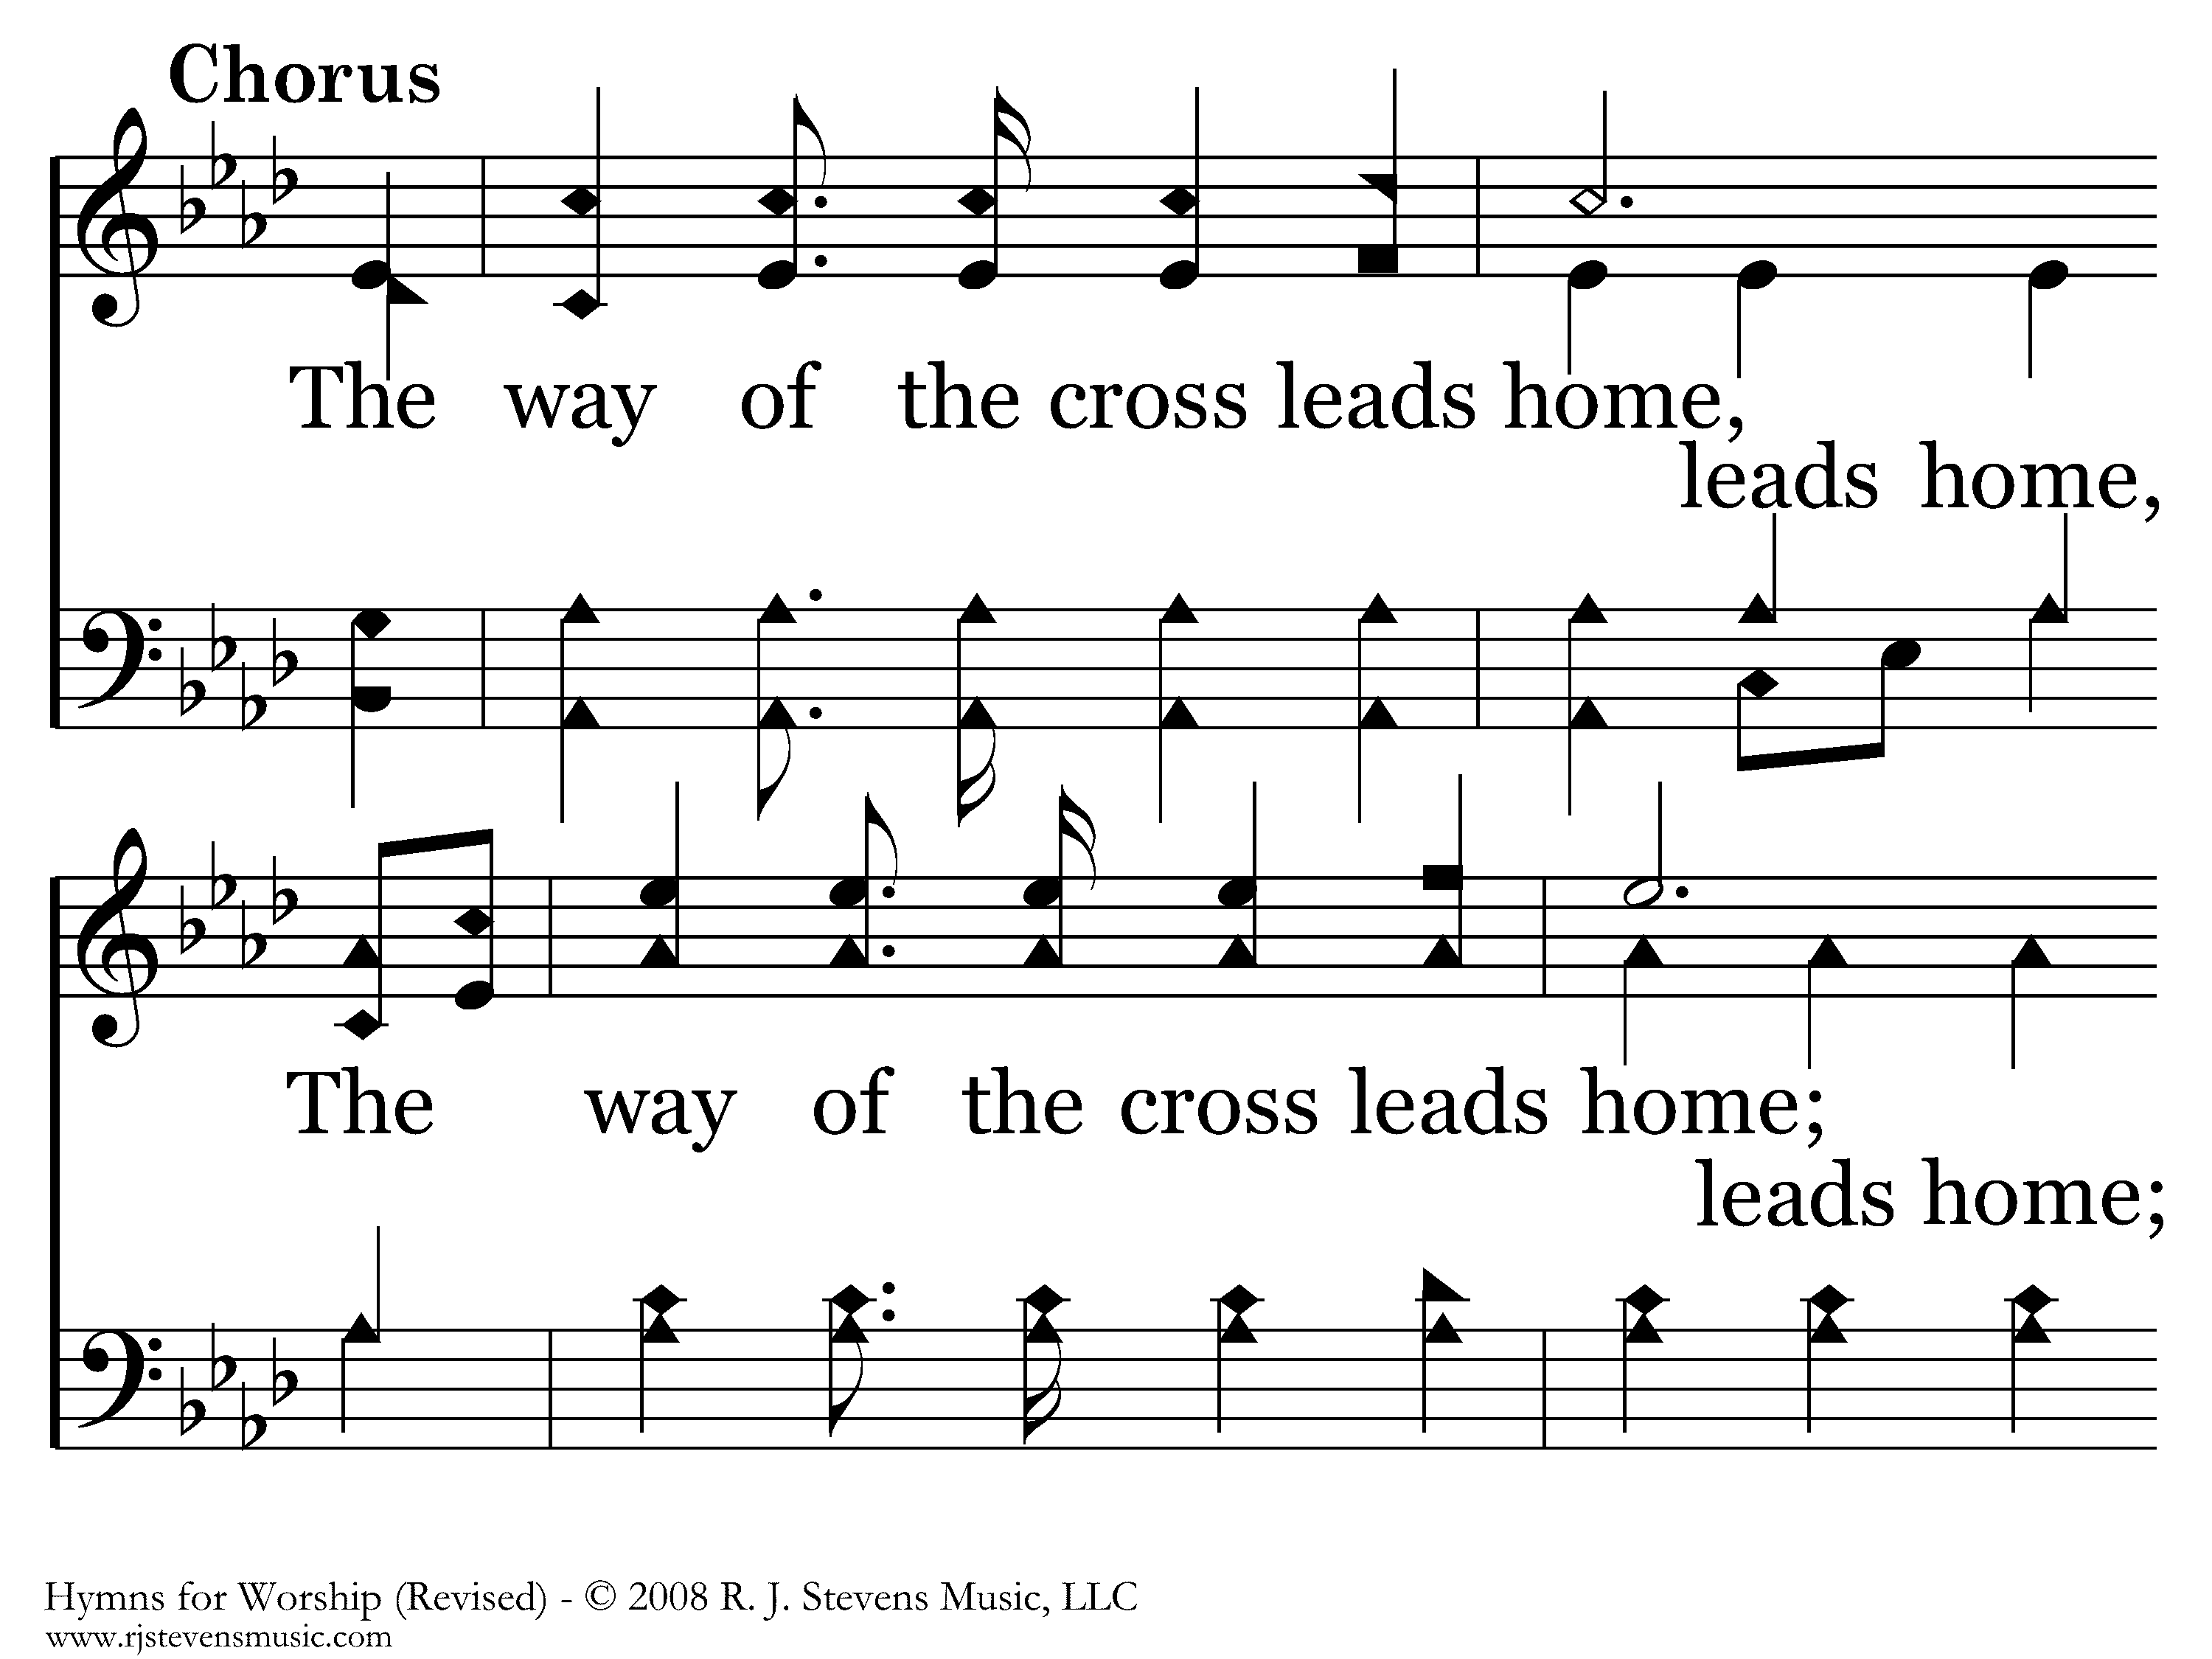 Chorus
The way of the cross leads home,
leads home,
The way of the cross leads home;
leads home;
Hymns for Worship (Revised) - © 2008 R. J. Stevens Music, LLC
www.rjstevensmusic.com